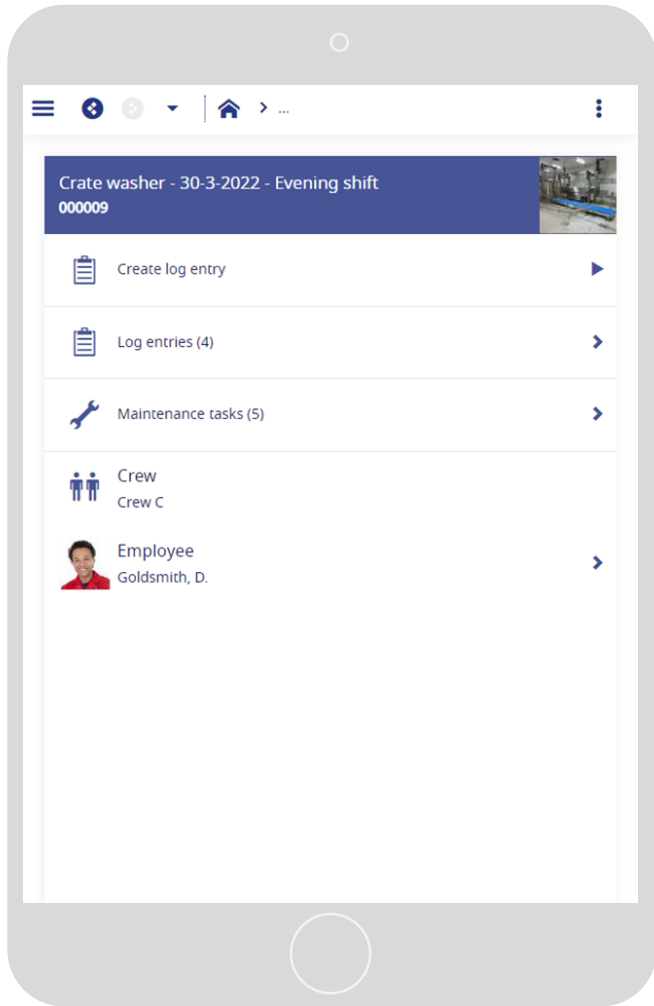 ...
Crate washer - 30-3-2022 - Evening shift
000009
Create log entry
Log entries (4)
Maintenance tasks (5)
Crew
Crew C
Employee
Goldsmith, D.